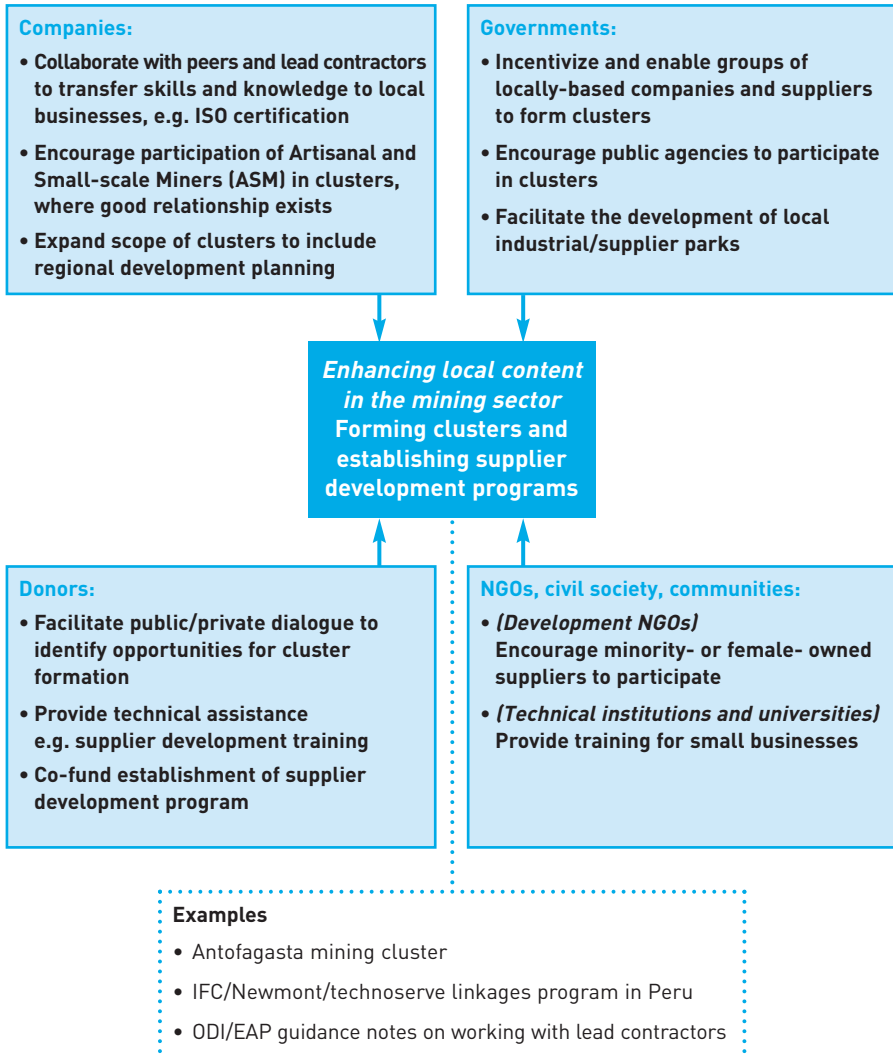 Companies:
• Collaborate with peers and lead contractors
to transfer skills and knowledge to local
businesses, e.g. ISO certification
• Encourage participation of Artisanal and
Small-scale Miners (ASM) in clusters,
where good relationship exists
• Expand scope of clusters to include
regional development planning
Governments:
• Incentivize and enable groups of
locally-based companies and suppliers
to form clusters
• Encourage public agencies to participate
in clusters
• Facilitate the development of local
industrial/supplier parks
Enhancing local content
in the mining sector
Forming clusters and
establishing supplier
development programs
Donors:
• Facilitate public/private dialogue to
identify opportunities for cluster
formation
• Provide technical assistance
e.g. supplier development training
• Co-fund establishment of supplier
development program
NGOs, civil society, communities:
• (Development NGOs)
Encourage minority- or female- owned
suppliers to participate
• (Technical institutions and universities)
Provide training for small businesses
Examples
• Antofagasta mining cluster
• IFC/Newmont/technoserve linkages program in Peru
• ODI/EAP guidance notes on working with lead contractors